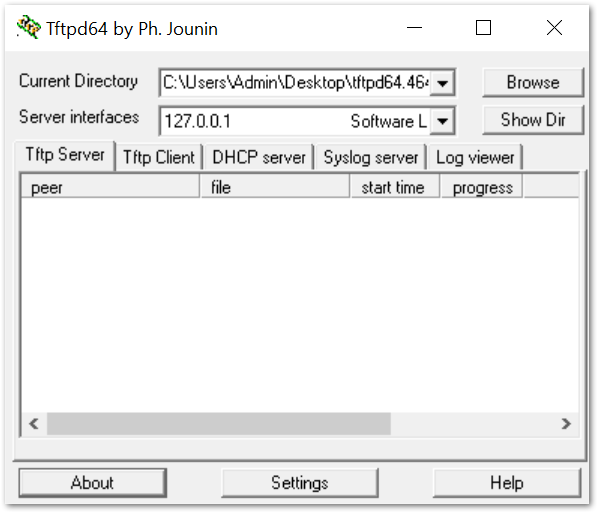 Tftpd64 by Ph. Jounin
Current Directory C:\Users\Admin\Desktop\tftpd64.464 Browse
Server interfaces 127.0.0.1 Software L Show Dir
Tftp Server Tftp Client DHCP server Syslog server Log viewer
peer file start time progress
About Settings Help